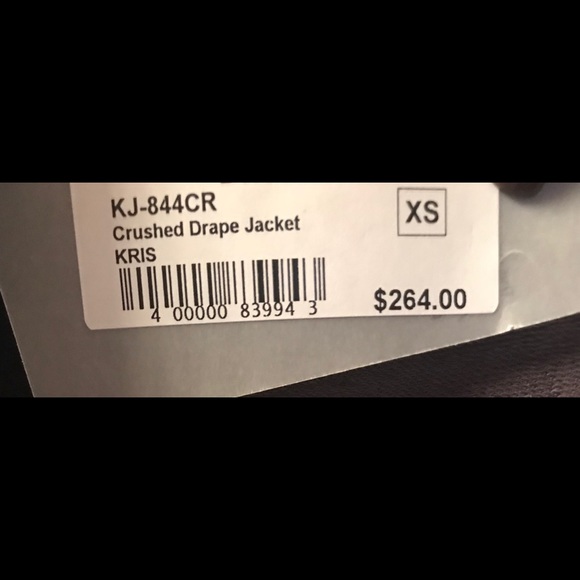 KJ-844CR
XS
Crushed Drape Jacket
KRIS
4 00000 83994 3
$264.00